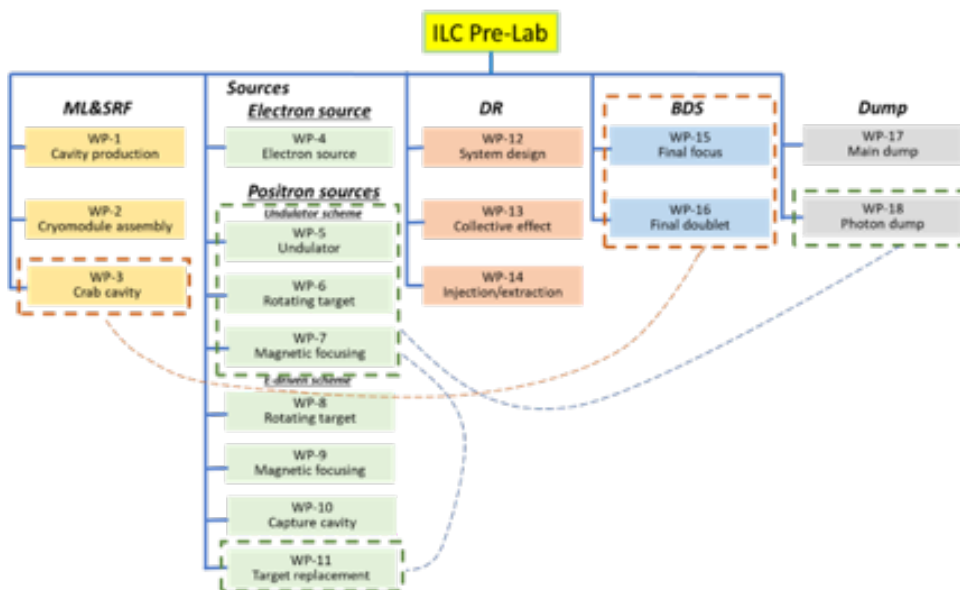 ILC Pre-Lab
ML&SRF
WP-1
Cavity production
WP-2
Cryomodule assembly
WP-3
Crab cavity
Sources
Electron source
WP-4
Electron source
Positron sources
Undulator scheme
WP-5
Undulator
WP-6
Rotating target
WP-7
Magnetic focusing
E-driven scheme
WP-8
Rotating target
WP-9
Magnetic focusing
WP-10
Capture cavity
WP-11
Target replacement
DR
WP-12
System design
WP-13
Collective effect
WP-14
Injection/extraction
BDS
WP-15
Final focus
WP-16
Final doublet
Dump
WP-17
Main dump
WP-18
Photon dump